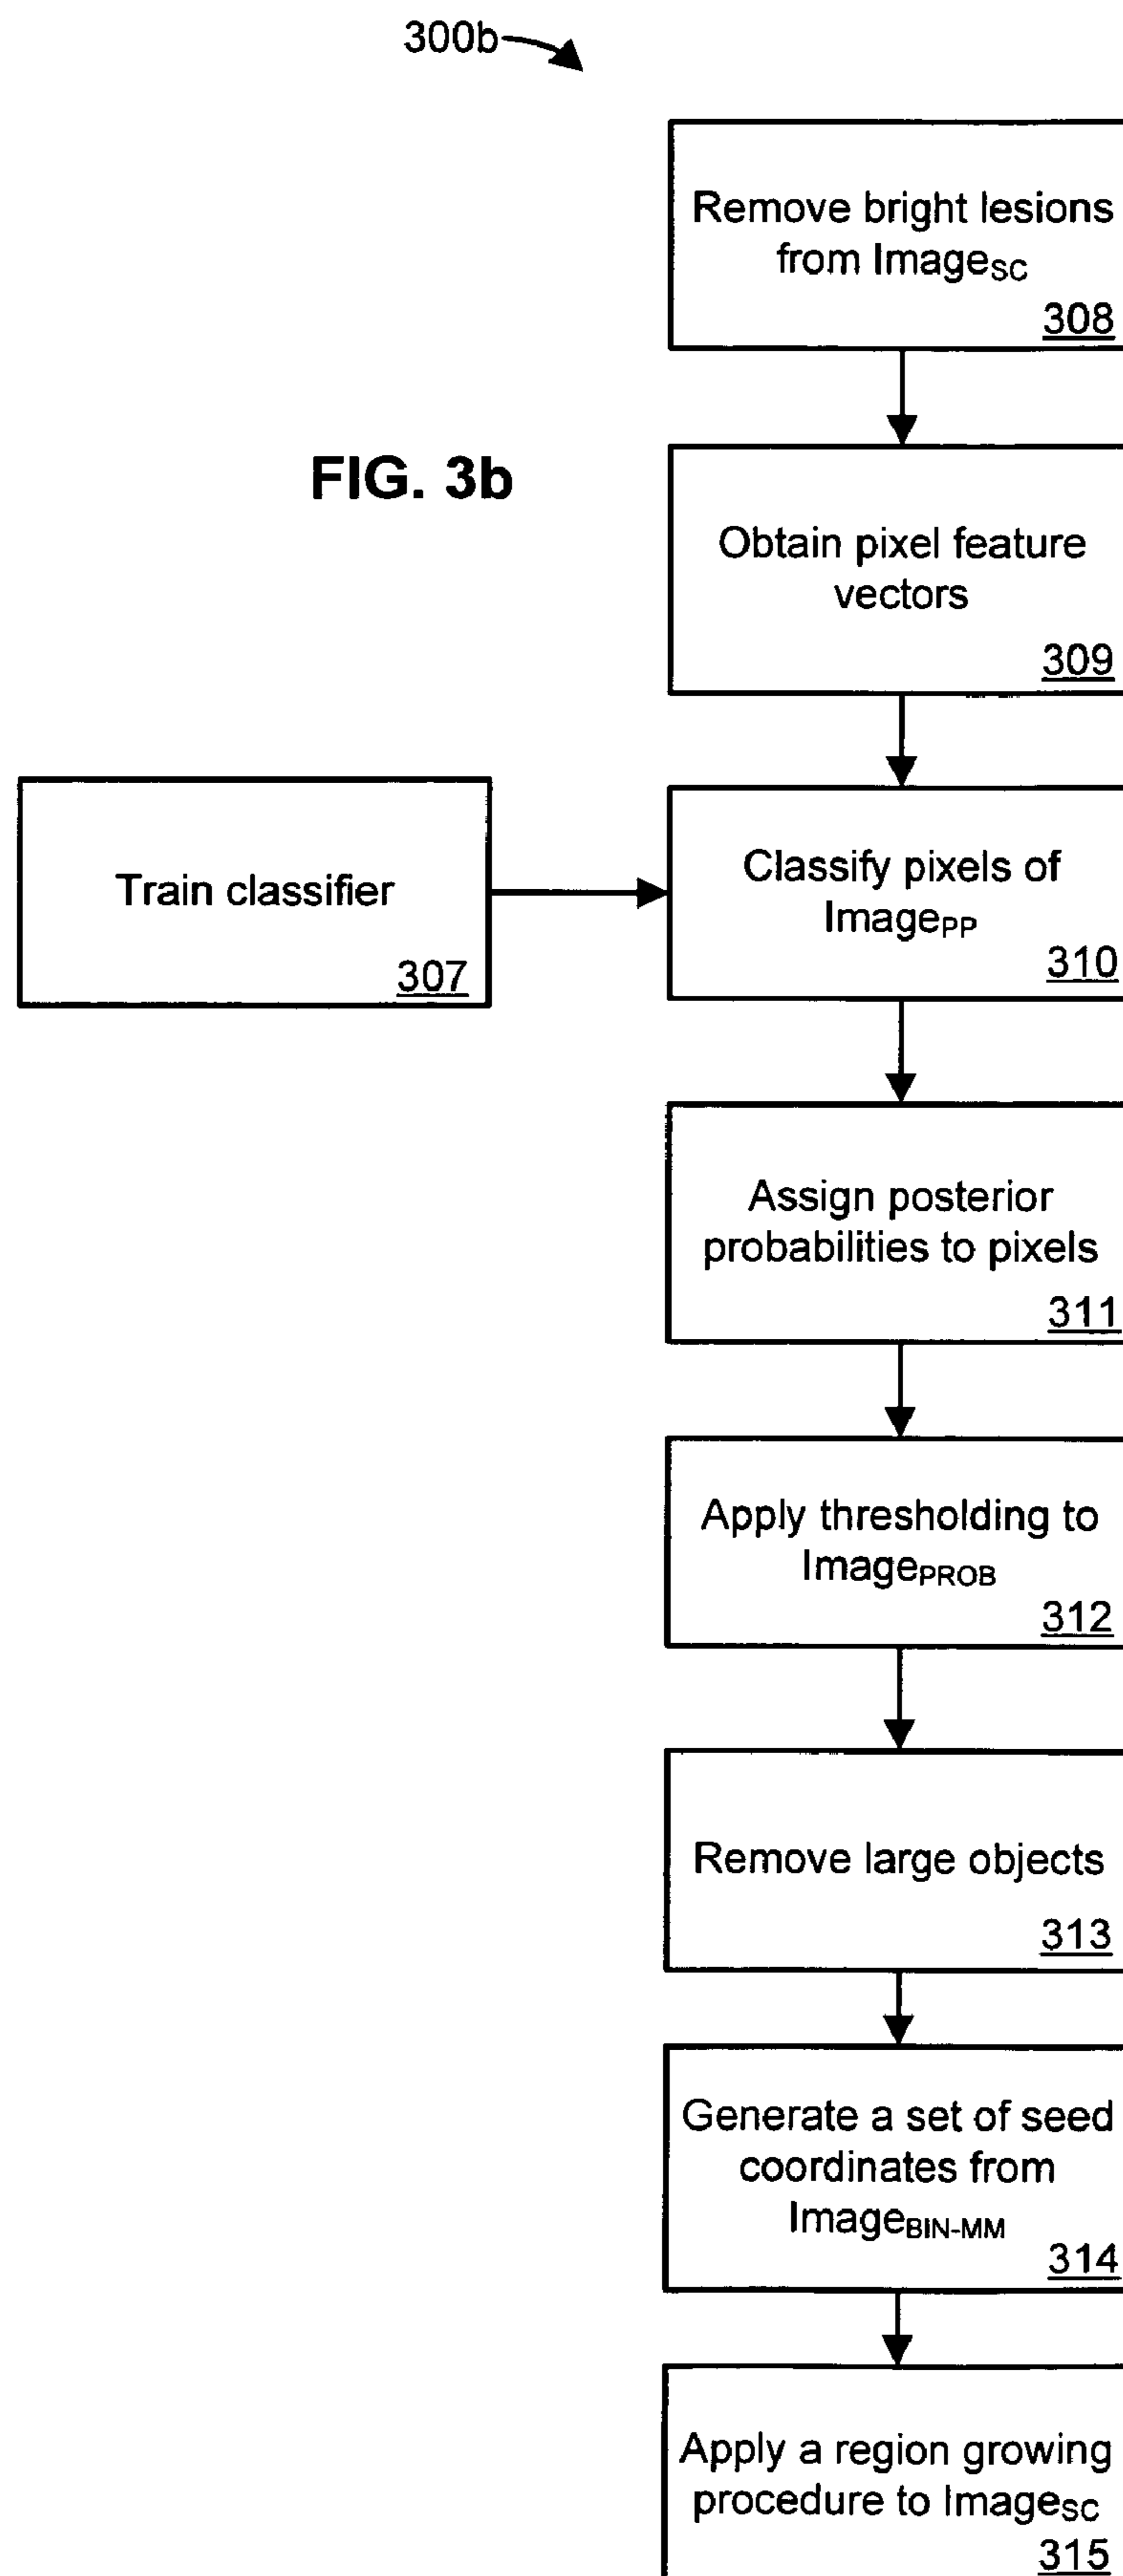 300b
Remove bright lesions
from ImageSC
308
FIG. 3b
Obtain pixel feature
vectors
309
Train classifier
307
Classify pixels of
ImagePP
310
Assign posterior
probabilities to pixels
311
Apply thresholding to
ImagePROB
312
Remove large objects
313
Generate a set of seed
coordinates from
ImageBIN-MM
314
Apply a region growing
procedure to ImageSC
315